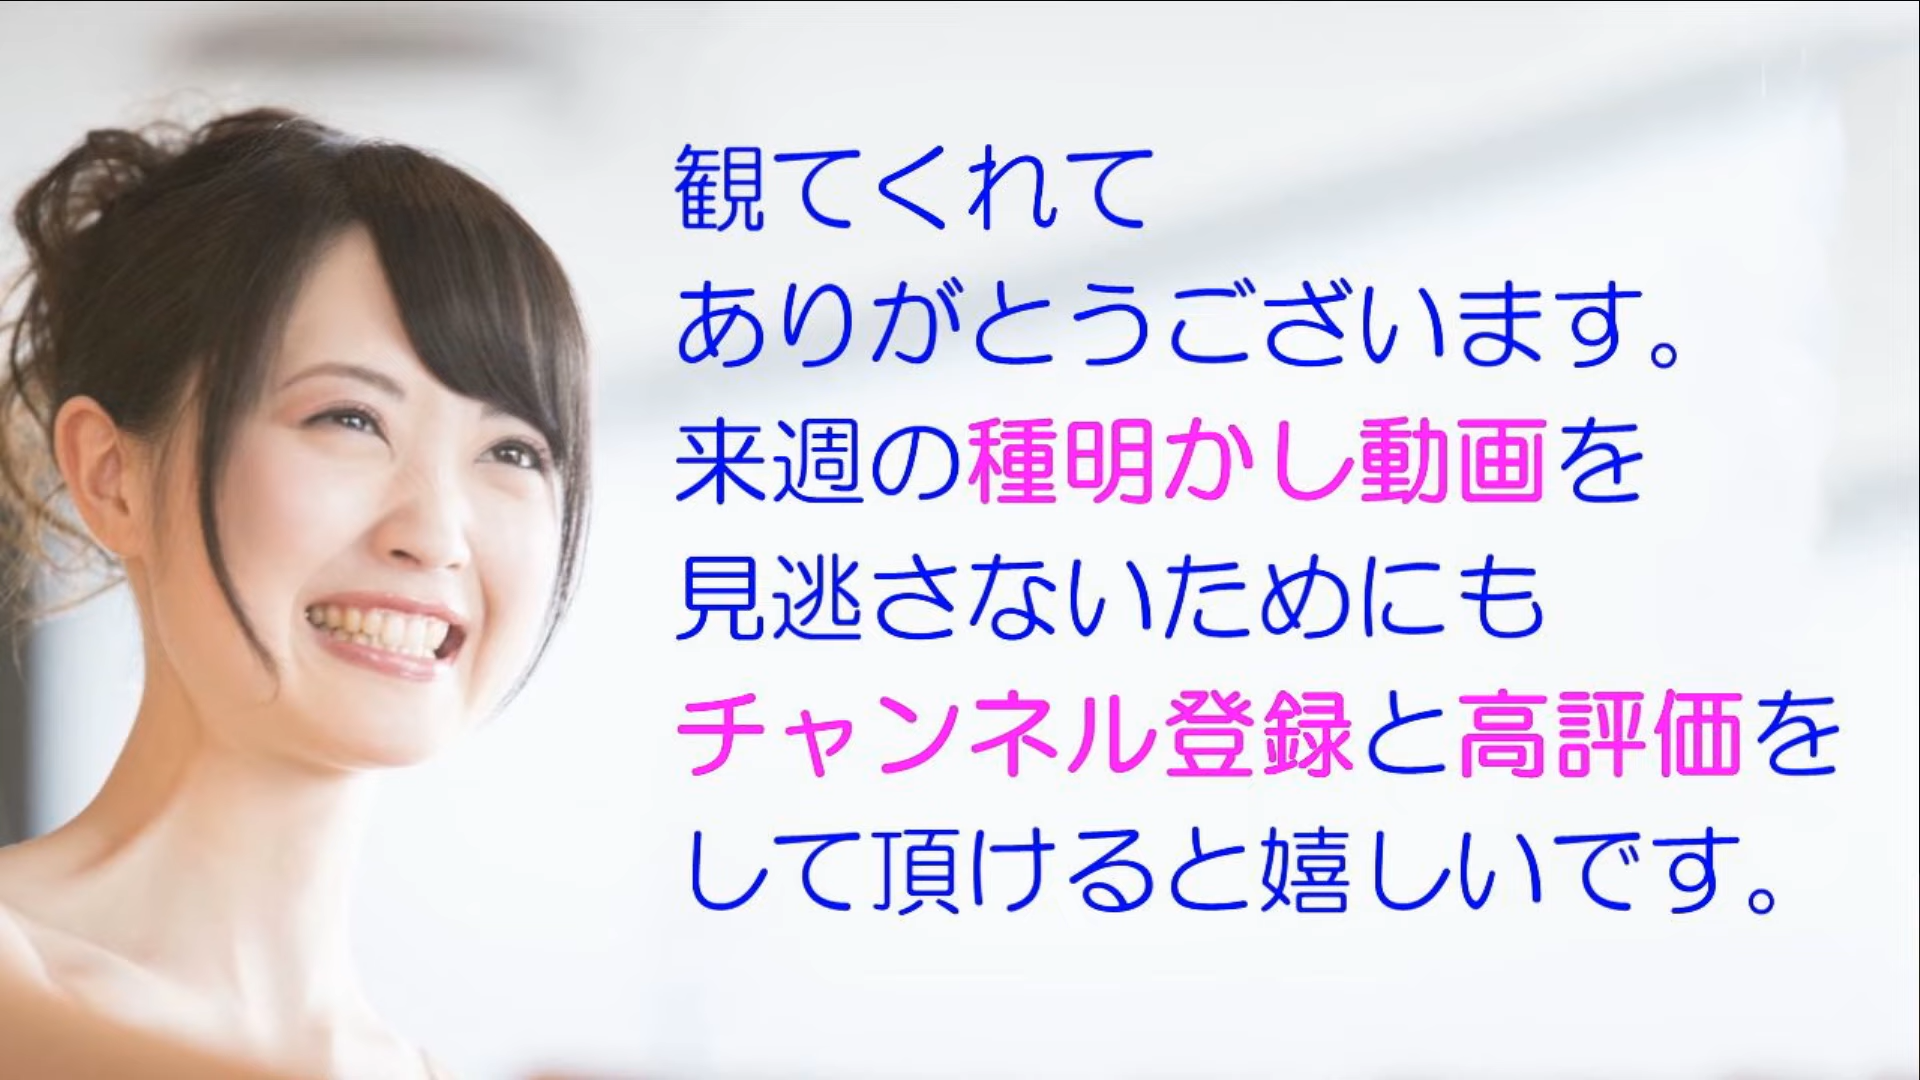 観てくれて
ありがとうございます。
来週の種明かし動画を
見逃さないためにも
チャンネル登録と高評価を
して頂けると嬉しいです。